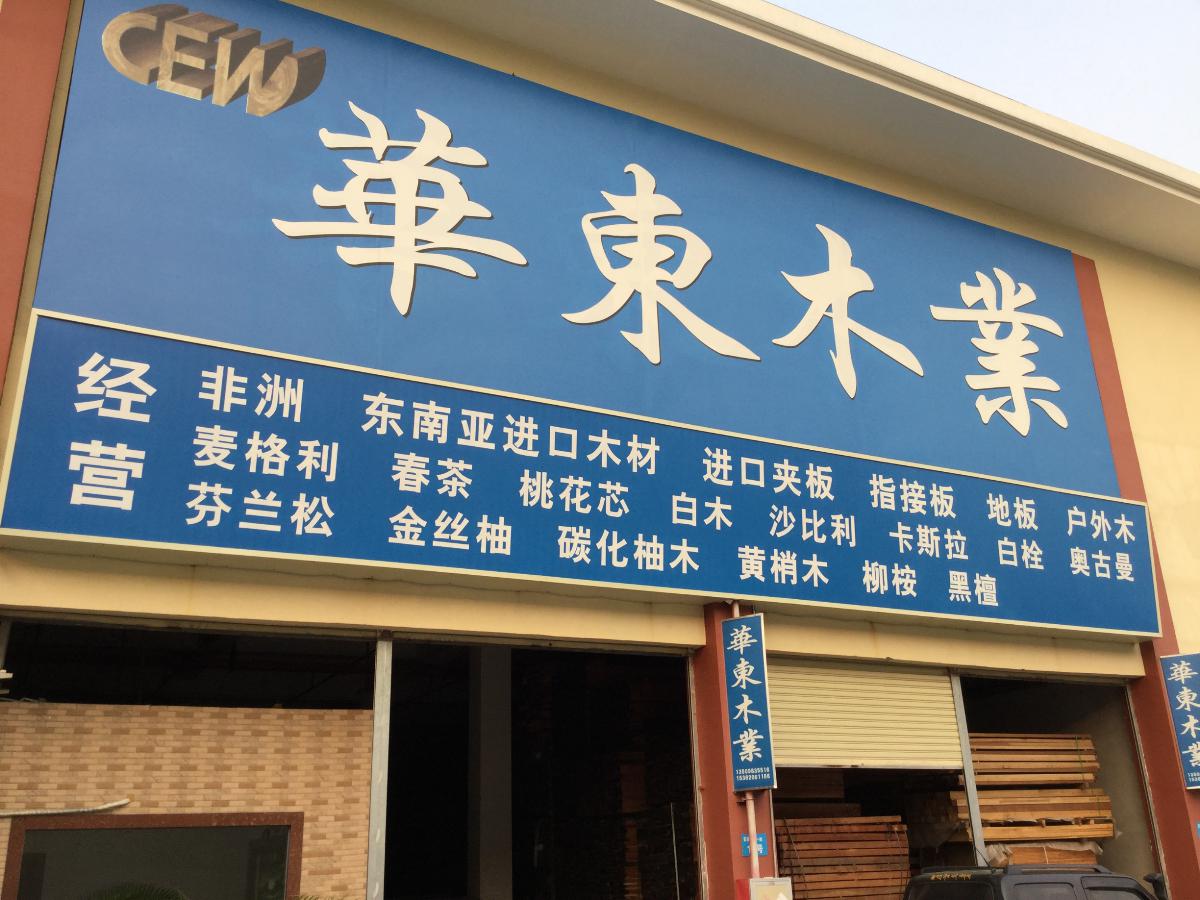 CEW
華東木業
经营
非洲 东南亚进口木材 进口夹板 指接板 地板 户外木
麦格利 春茶 桃花芯 白木 沙比利 卡斯拉 白栓 奥古曼
芬兰松 金丝柚 碳化柚木 黄梢木 柳桉 黑檀
華東木業
華東木業